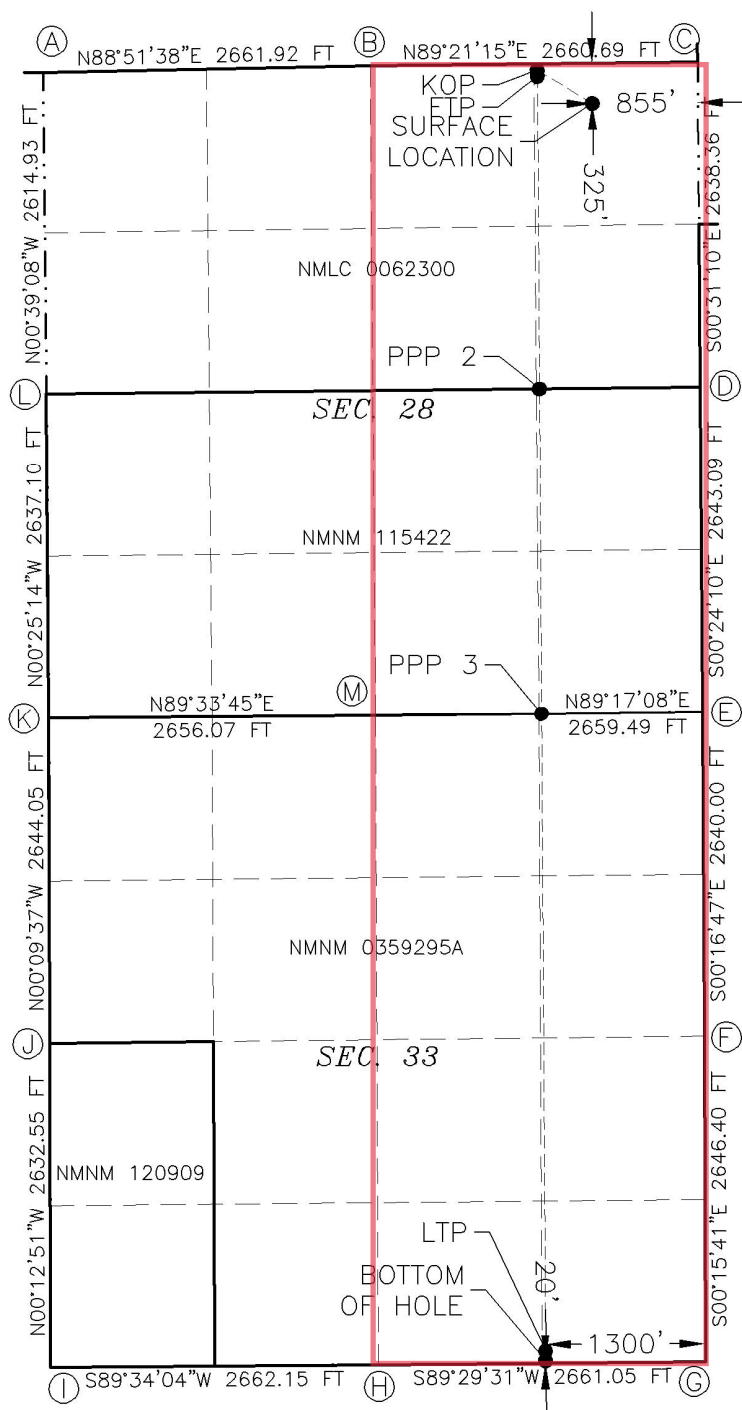 A
B
C
N88°51'38"E 2661.92 FT
N89°21'15"E 2660.69 FT
KOP
FTP
SURFACE
LOCATION
855'
325'
N00°39'08"W 2614.93 FT
S00°31'10"E 2638.36 F
NMLC 0062300
PPP 2
L
D
SEC. 28
N00°25'14"W 2637.10 FT
S00°24'10"E 2643.09 FT
NMNM 115422
PPP 3
M
N89°33'45"E
2656.07 FT
N89°17'08"E
2659.49 FT
K
E
N00°09'37"W 2644.05 FT
S00°16'47"E 2640.00 FT
NMNM 0359295A
J
F
SEC. 33
N00°12'51"W 2632.55 FT
S00°15'41"E 2646.40 FT
NMNM 120909
LTP
BOTTOM
OF HOLE
20'
1300'
I
S89°34'04"W 2662.15 FT
H
S89°29'31"W 2661.05 FT
G